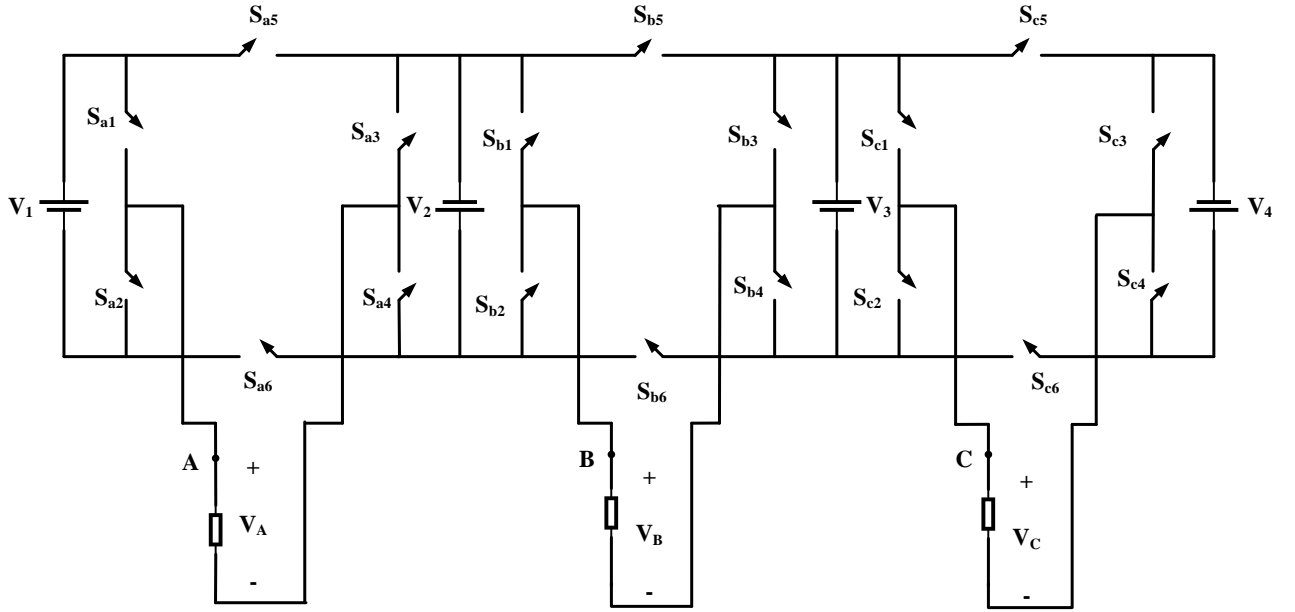 Sa5
Sb5
Sc5
Sa1
Sa3
Sb1
Sb3
Sc1
Sc3
V1
V2
V3
V4
Sa2
Sa4
Sb2
Sb4
Sc2
Sc4
Sa6
Sb6
Sc6
A
+
B
+
C
+
VA
VB
VC
-
-
-